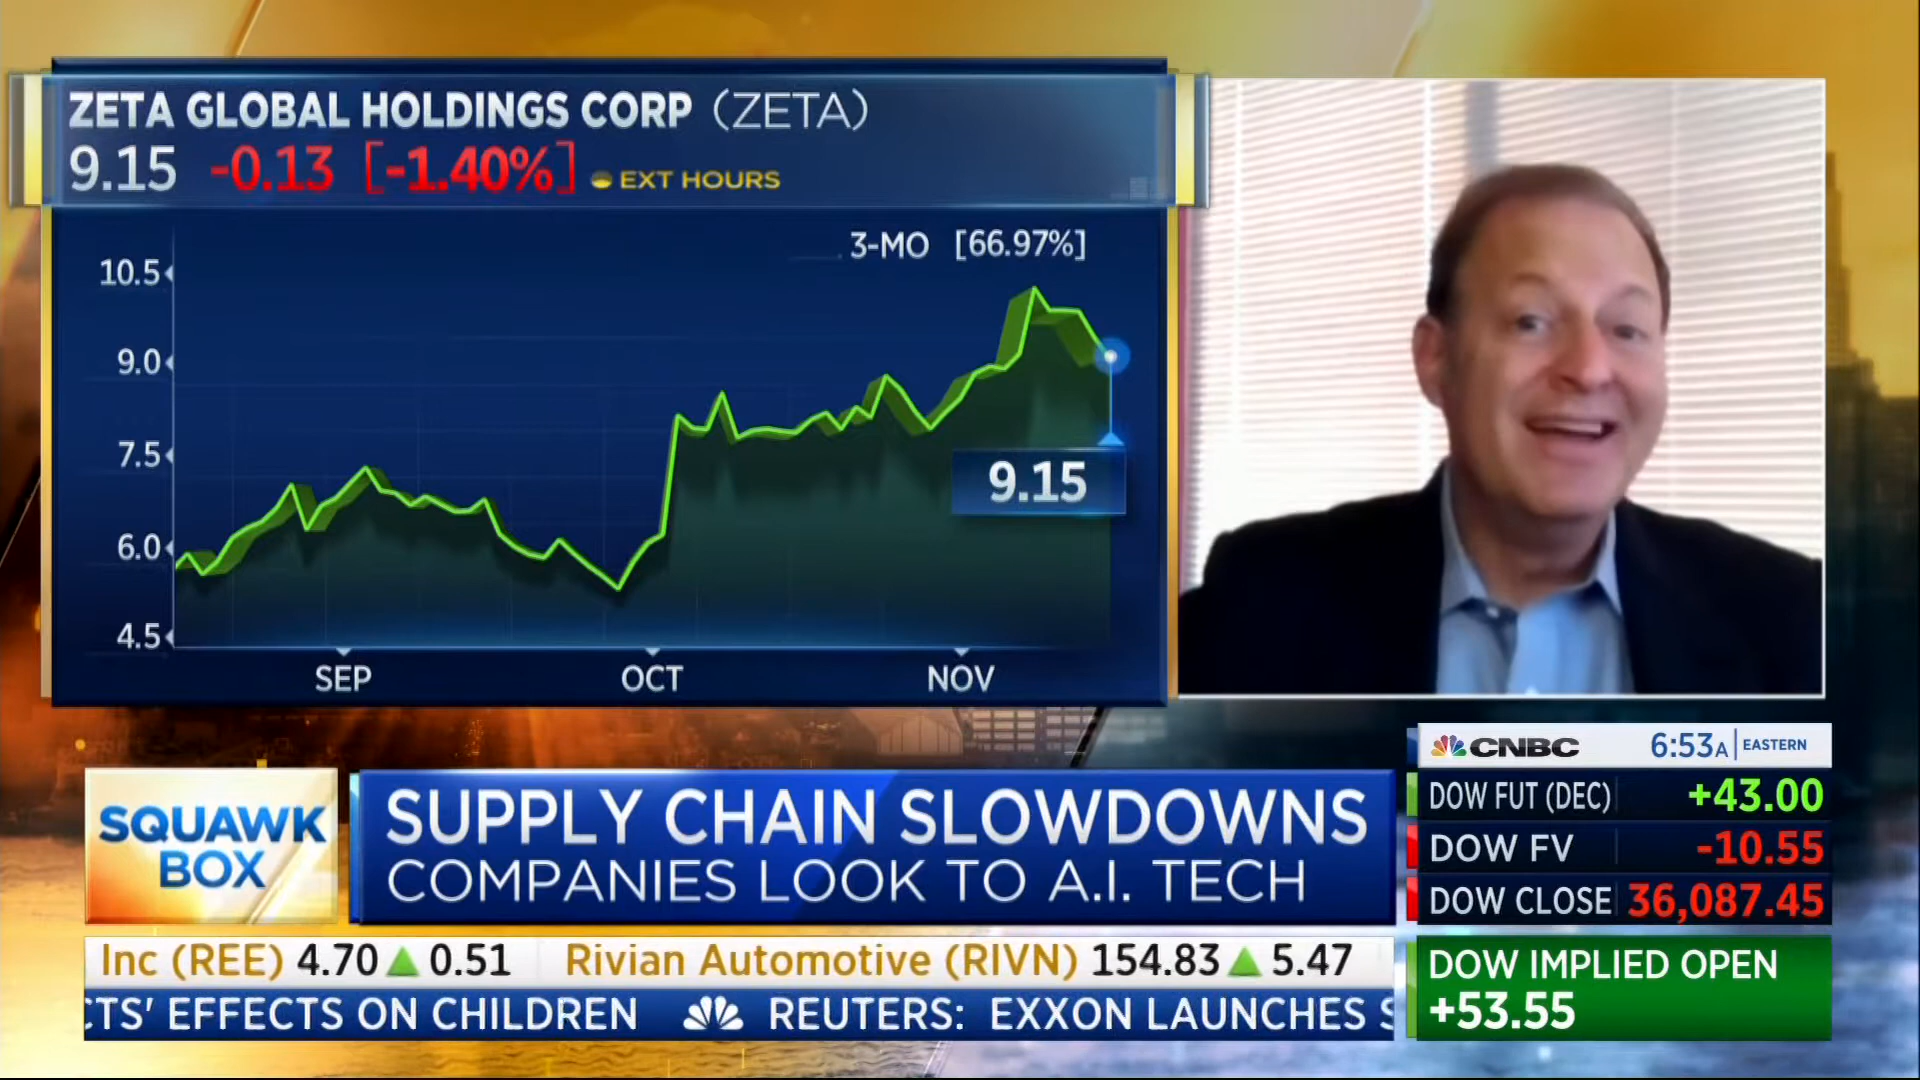 ZETA GLOBAL HOLDINGS CORP (ZETA)
9.15 -0.13 [-1.40%] EXT HOURS
3-MO [66.97%]
10.5
9.0
7.5
6.0
4.5
9.15
SEP OCT NOV
SQUAWK
BOX
SUPPLY CHAIN SLOWDOWNS
COMPANIES LOOK TO A.I. TECH
Inc (REE) 4.70 ▲ 0.51 Rivian Automotive (RIVN) 154.83 ▲ 5.47
CTS' EFFECTS ON CHILDREN REUTERS: EXXON LAUNCHES S
CNBC 6:53A EASTERN
DOW FUT (DEC) +43.00
DOW FV -10.55
DOW CLOSE 36,087.45
DOW IMPLIED OPEN
+53.55